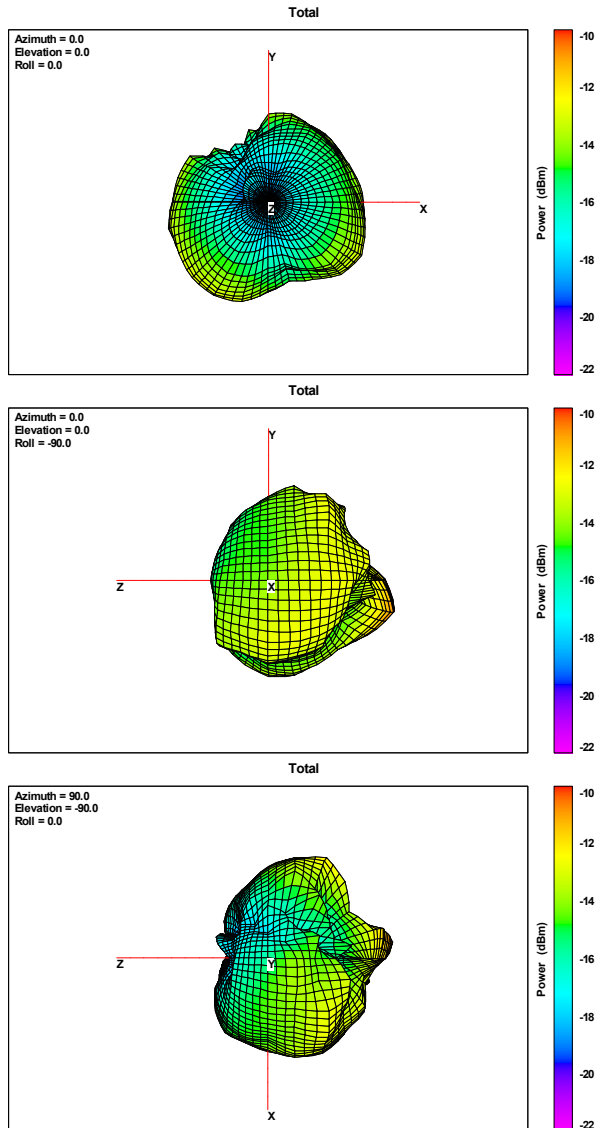 Total
Azimuth = 0.0
Elevation = 0.0
Roll = 0.0
Y
Z
X
-10
-12
-14
-16
-18
-20
-22
Power (dBm)
Total
Azimuth = 0.0
Elevation = 0.0
Roll = -90.0
Y
Z
X
-10
-12
-14
-16
-18
-20
-22
Power (dBm)
Total
Azimuth = 90.0
Elevation = -90.0
Roll = 0.0
Z
Y
X
-10
-12
-14
-16
-18
-20
-22
Power (dBm)